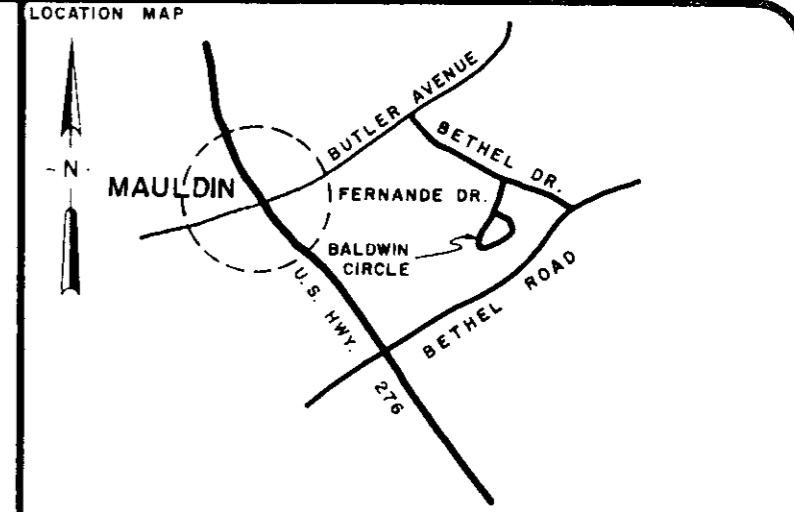 LOCATION MAP
N
BUTLER AVENUE
BETHEL DR.
MAULDIN
FERNANDE DR.
BALDWIN
CIRCLE
U.S. HWY. 276
BETHEL ROAD